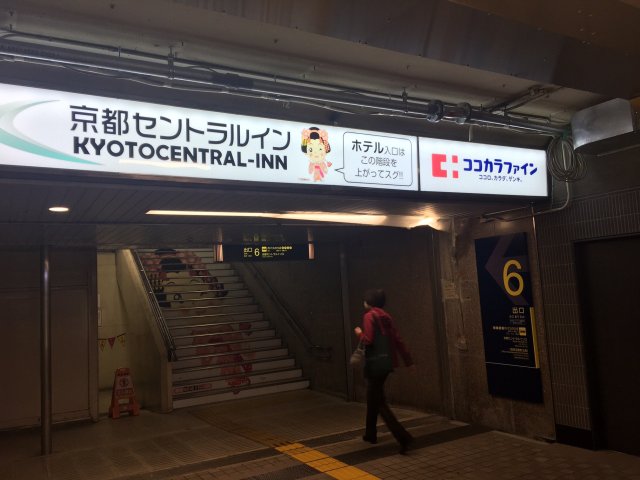 京都セントラルイン
KYOTOCENTRAL-INN
ホテル入口は
この階段を
上がってスグ!!
ココカラファイン
ココロ、カラダ、ゲンキ。
出口
6
6
出口